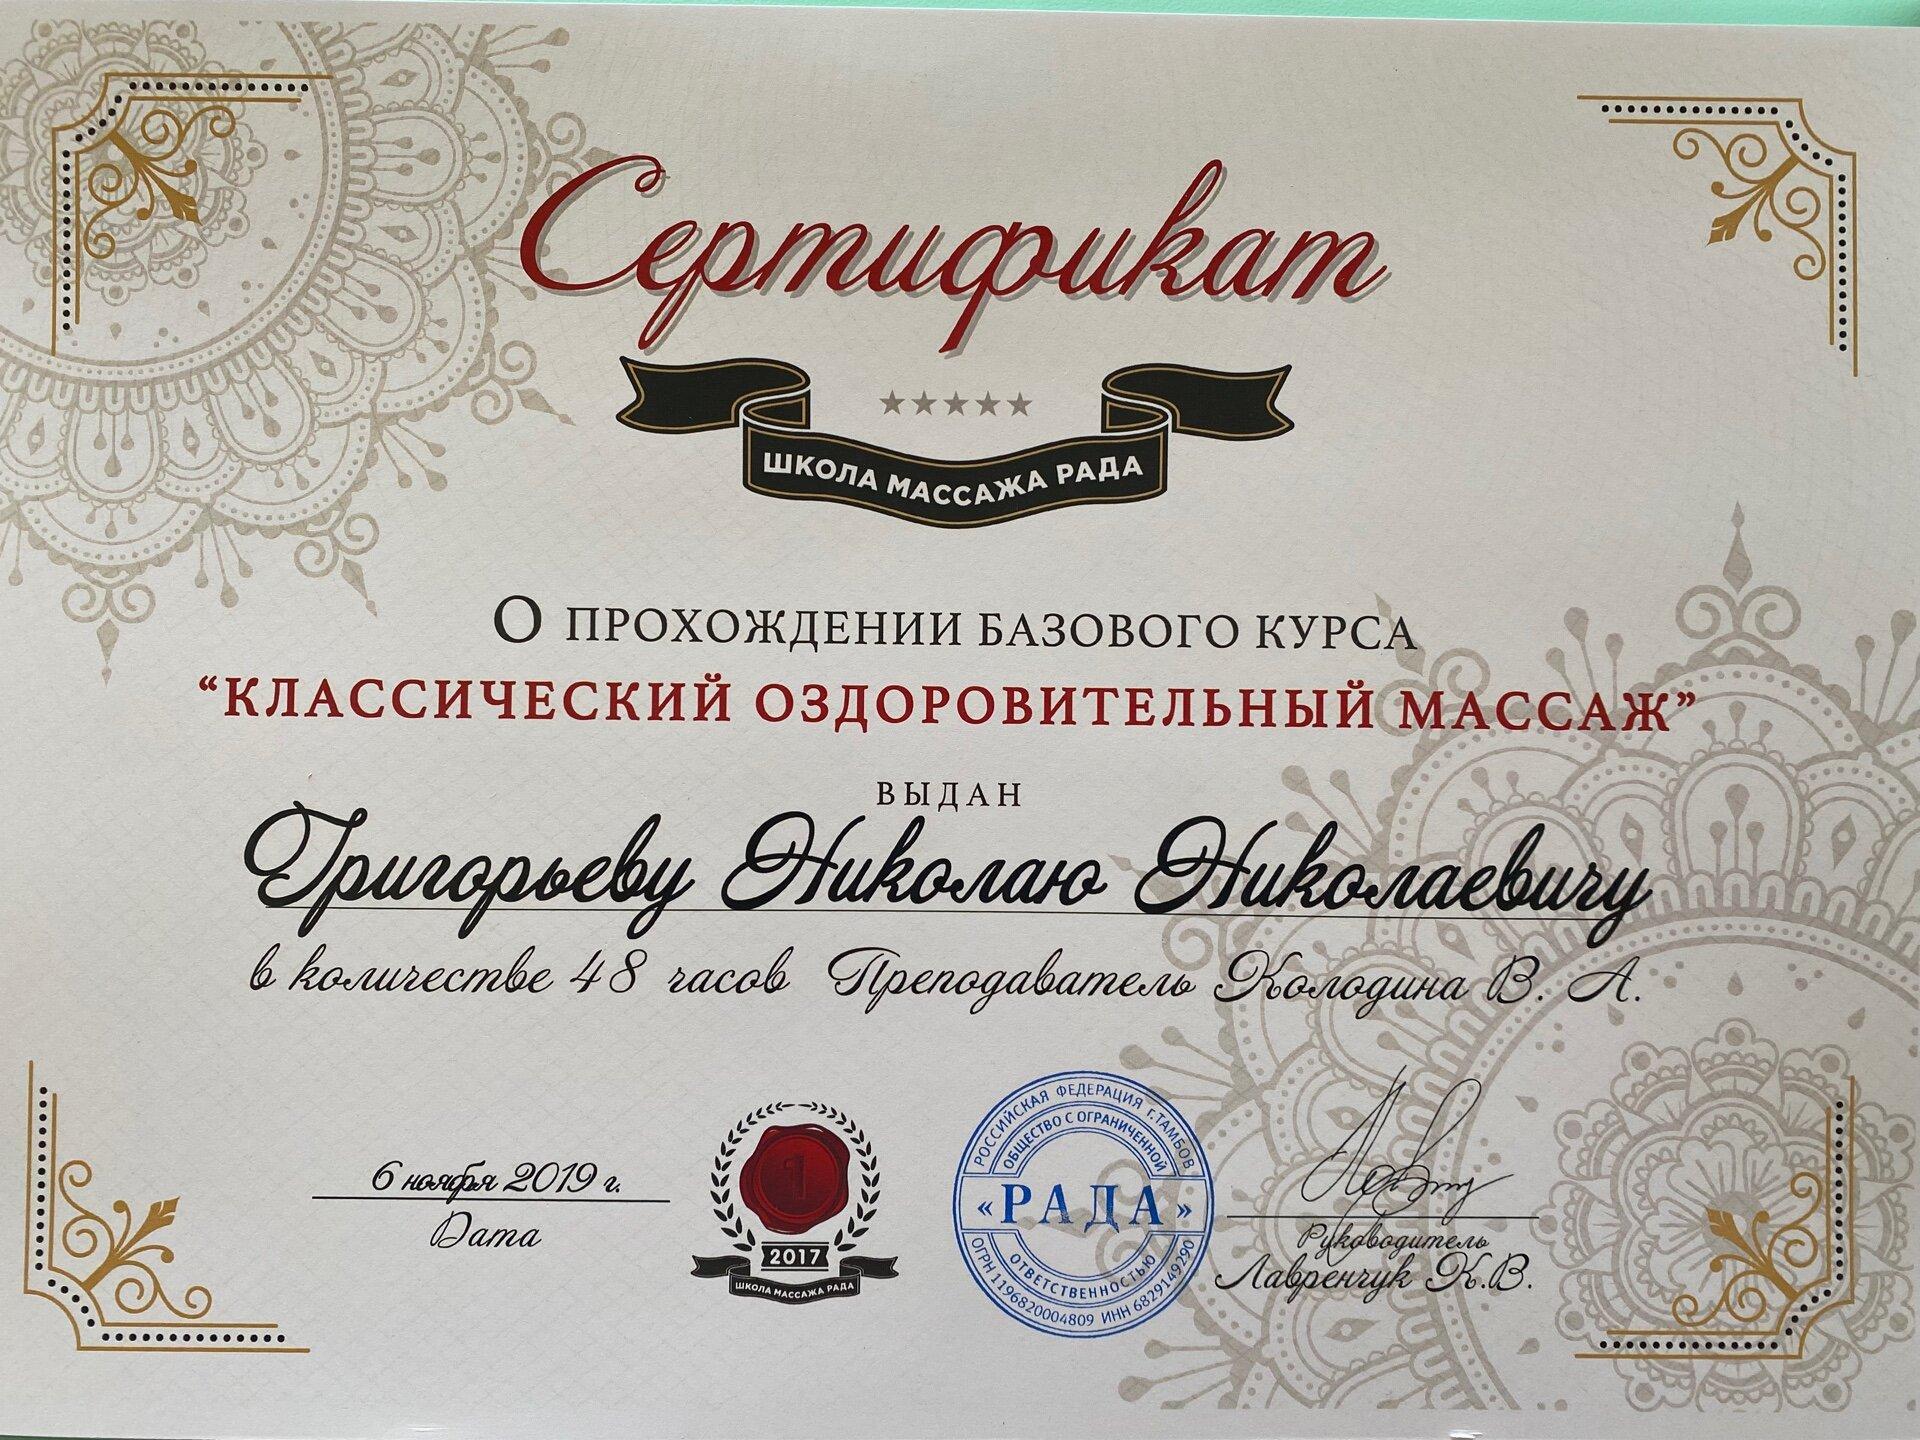 Сертификат
ШКОЛА МАССАЖА РАДА
О ПРОХОЖДЕНИИ БАЗОВОГО КУРСА
“КЛАССИЧЕСКИЙ ОЗДОРОВИТЕЛЬНЫЙ МАССАЖ”
ВЫДАН
Григорьеву Николаю Николаевичу
в количестве 48 часов Преподаватель Колодина В. А.
6 ноября 2019 г.
Дата
1
2017
ШКОЛА МАССАЖА РАДА
РОССИЙСКАЯ ФЕДЕРАЦИЯ г.ТАМБОВ
ОБЩЕСТВО С ОГРАНИЧЕННОЙ
«РАДА»
ОТВЕТСТВЕННОСТЬЮ
ОГРН 1196820004809 ИНН 6829149290
Руководитель
Лавренчук К.В.